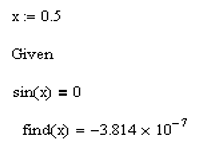 x := 0.5
Given
sin(x) = 0
find(x) = −3.814 × 10⁻⁷